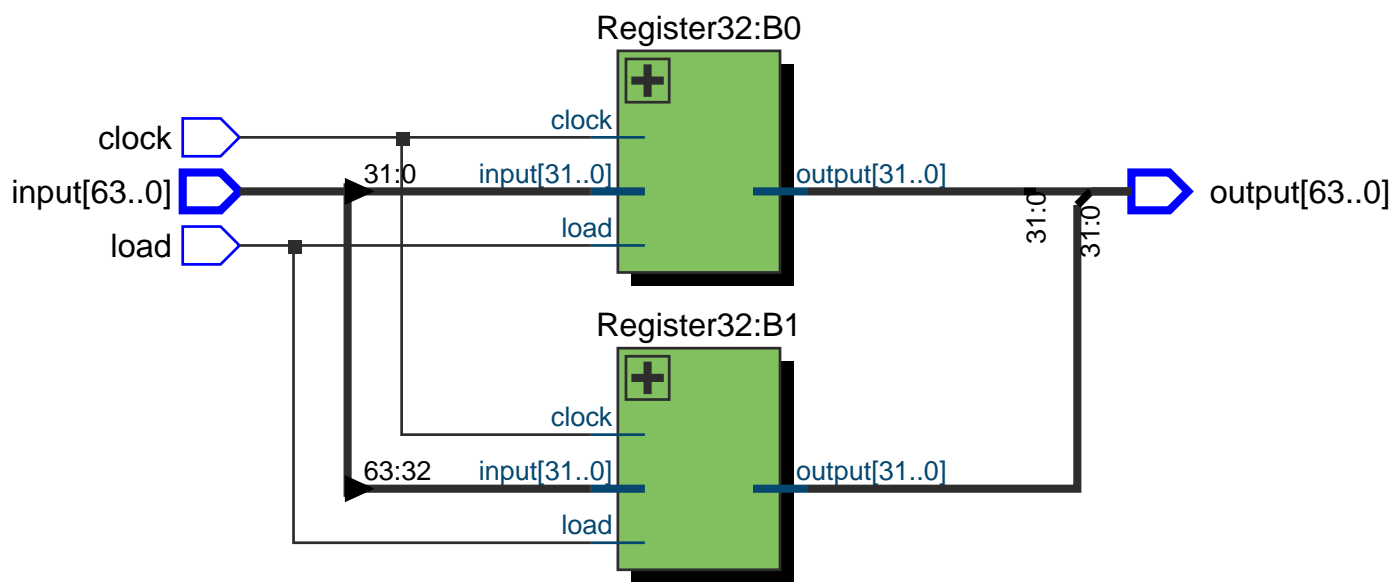 Register32:B0
clock
clock
31:0
input[31..0]
output[31..0]
input[63..0]
output[63..0]
31:0
31:0
load
load
Register32:B1
clock
63:32
input[31..0]
output[31..0]
load